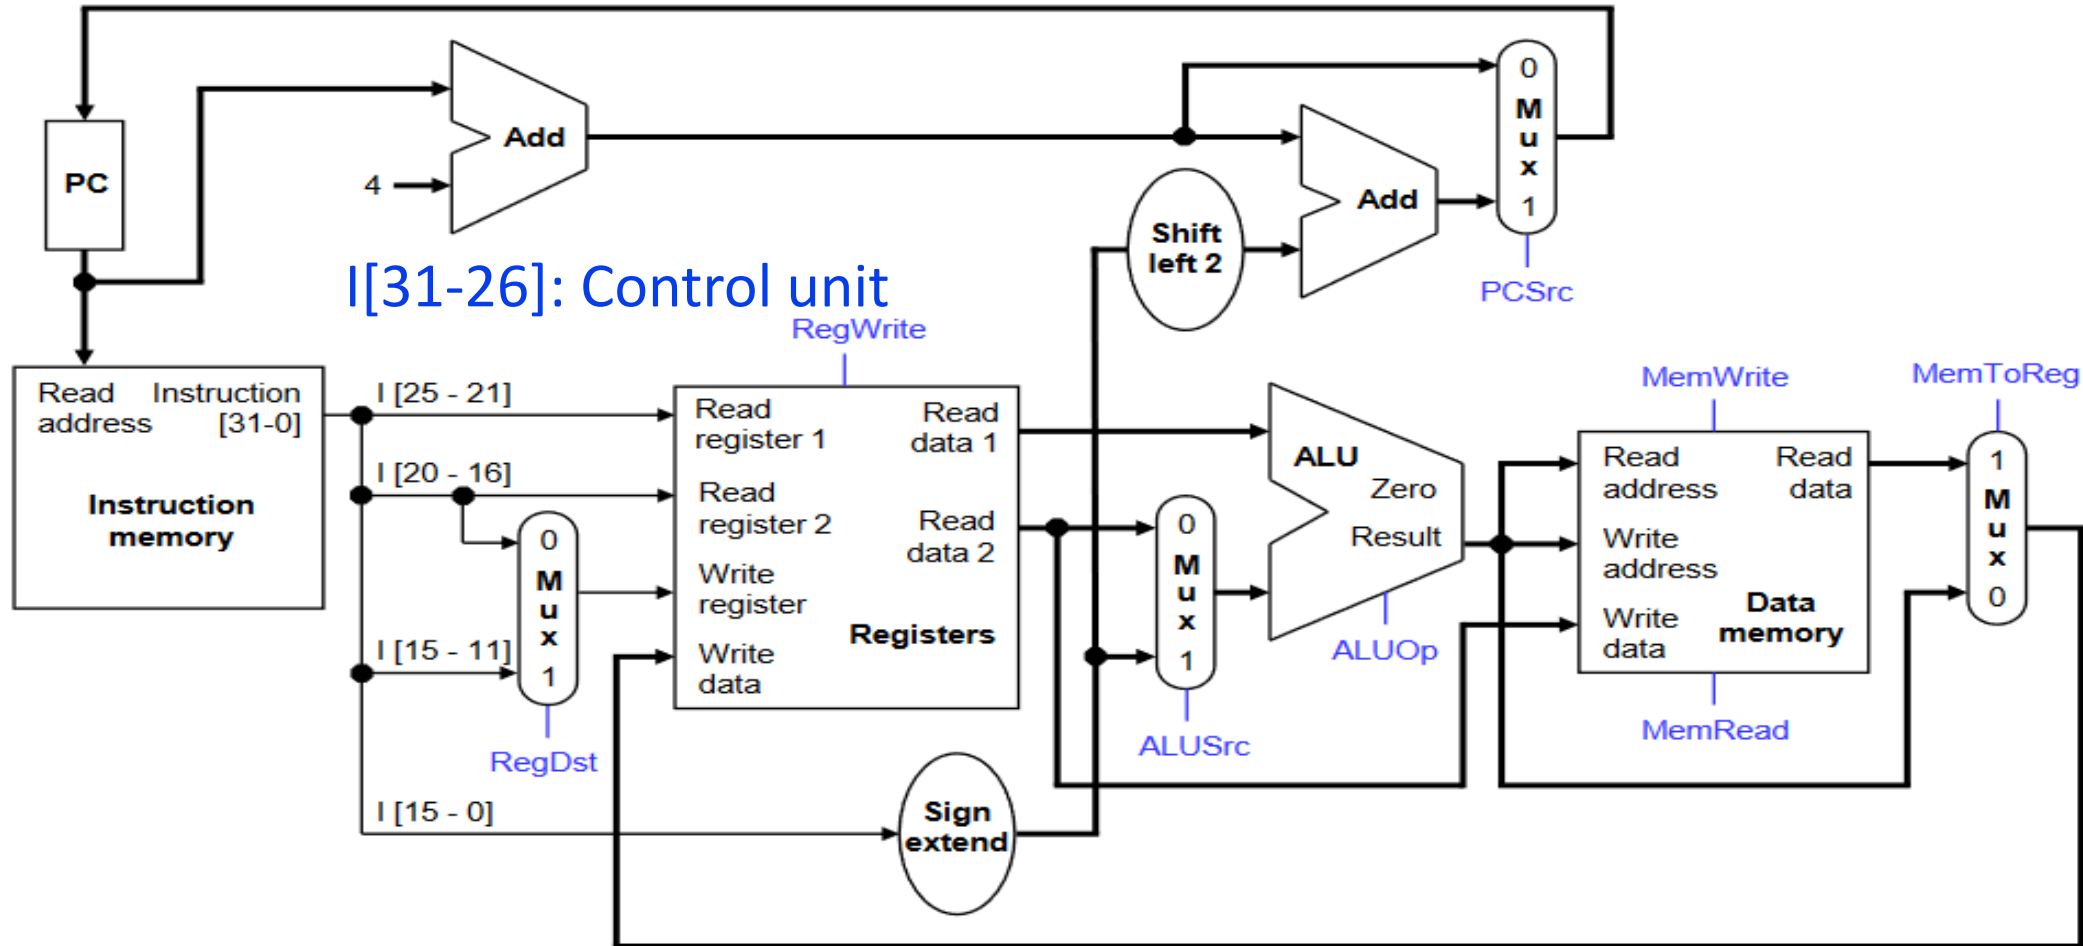 0
M
u
x
1
Add
Add
PC
4
Shift
left 2
I[31-26]: Control unit
PCSrc
RegWrite
MemWrite
MemToReg
Read
address
Instruction
[31-0]
Instruction
memory
I [25 - 21]
I [20 - 16]
I [15 - 11]
I [15 - 0]
0
M
u
x
1
RegDst
Read
register 1
Read
register 2
Write
register
Write
data
Read
data 1
Read
data 2
Registers
Sign
extend
0
M
u
x
1
ALUSrc
ALU
Zero
Result
ALUOp
Read
address
Write
address
Write
data
Read
data
Data
memory
MemRead
1
M
u
x
0